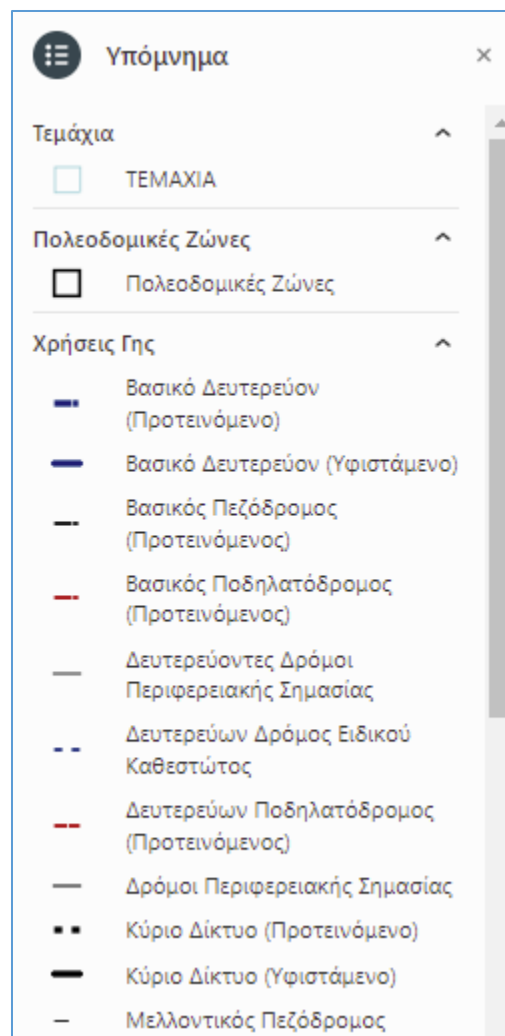 Υπόμνημα
Τεμάχια
ΤΕΜΑΧΙΑ
Πολεοδομικές Ζώνες
Πολεοδομικές Ζώνες
Χρήσεις Γης
Βασικό Δευτερεύον
(Προτεινόμενο)
Βασικό Δευτερεύον (Υφιστάμενο)
Βασικός Πεζόδρομος
(Προτεινόμενος)
Βασικός Ποδηλατόδρομος
(Προτεινόμενος)
Δευτερεύοντες Δρόμοι
Περιφερειακής Σημασίας
Δευτερεύων Δρόμος Ειδικού
Καθεστώτος
Δευτερεύων Ποδηλατόδρομος
(Προτεινόμενος)
Δρόμοι Περιφερειακής Σημασίας
Κύριο Δίκτυο (Προτεινόμενο)
Κύριο Δίκτυο (Υφιστάμενο)
Μελλοντικός Πεζόδρομος